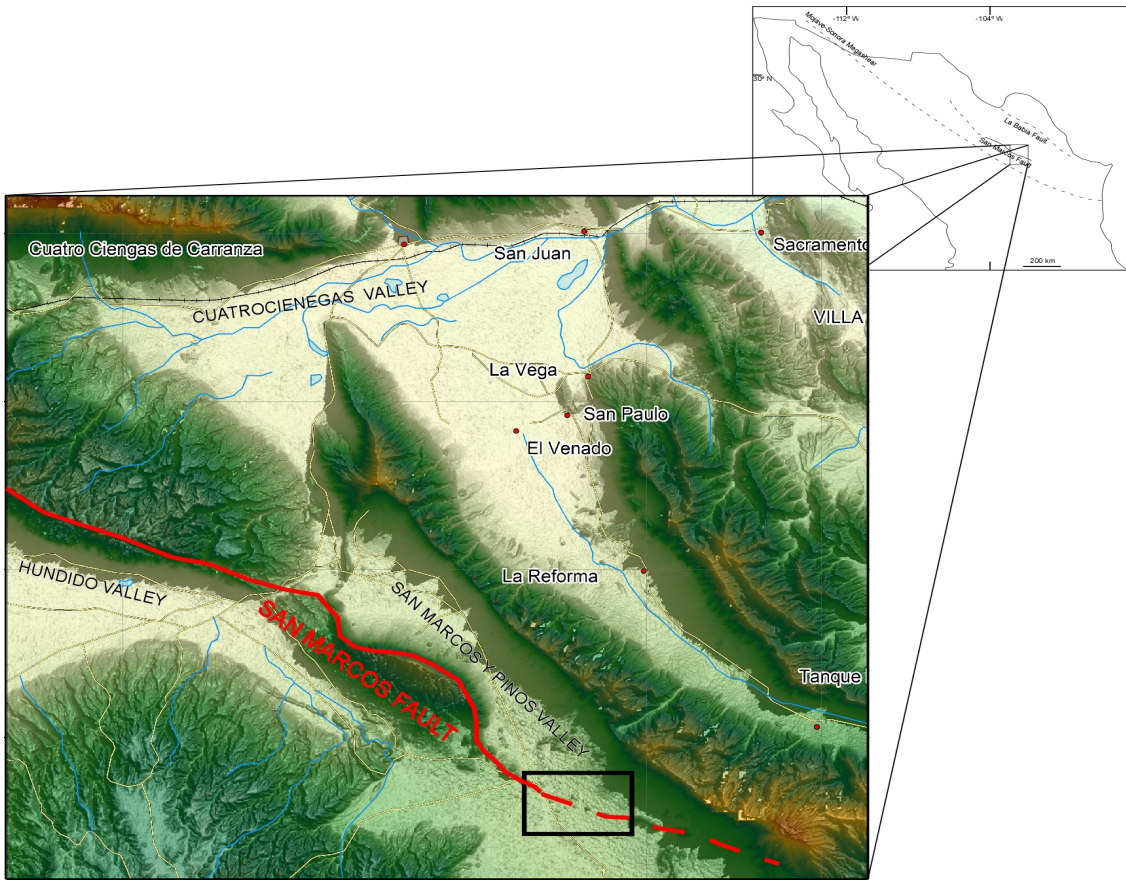 -112° W
-104° W
Mojave-Sonora Megashear
30° N
La Babia Fault
San Marcos Fault
200 km
Cuatro Ciengas de Carranza
San Juan
Sacramento
CUATROCIENEGAS VALLEY
VILLA
La Vega
San Paulo
El Venado
La Reforma
HUNDIDO VALLEY
SAN MARCOS Y PINOS VALLEY
SAN MARCOS FAULT
Tanque